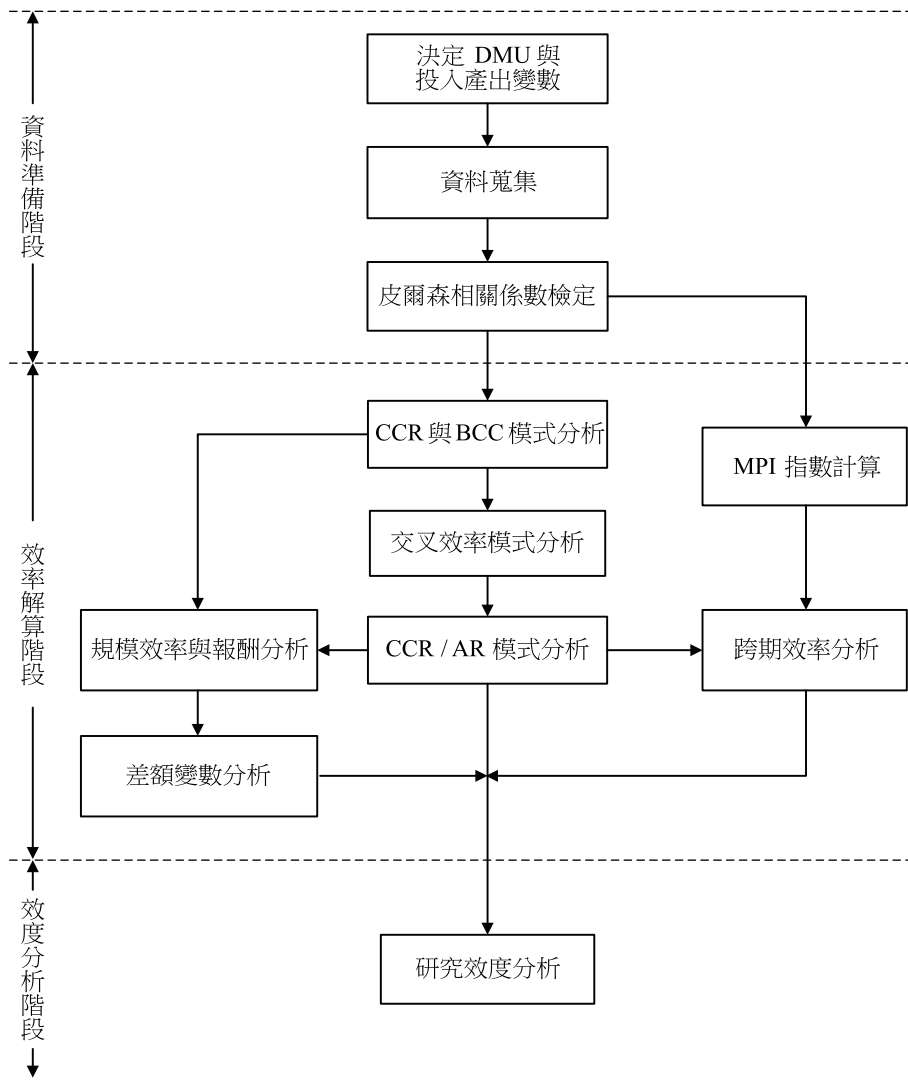 資料準備階段
決定 DMU 與
投入產出變數
資料蒐集
皮爾森相關係數檢定
效率解算階段
CCR 與 BCC 模式分析
MPI 指數計算
交叉效率模式分析
規模效率與報酬分析
CCR / AR 模式分析
跨期效率分析
差額變數分析
效度分析階段
研究效度分析